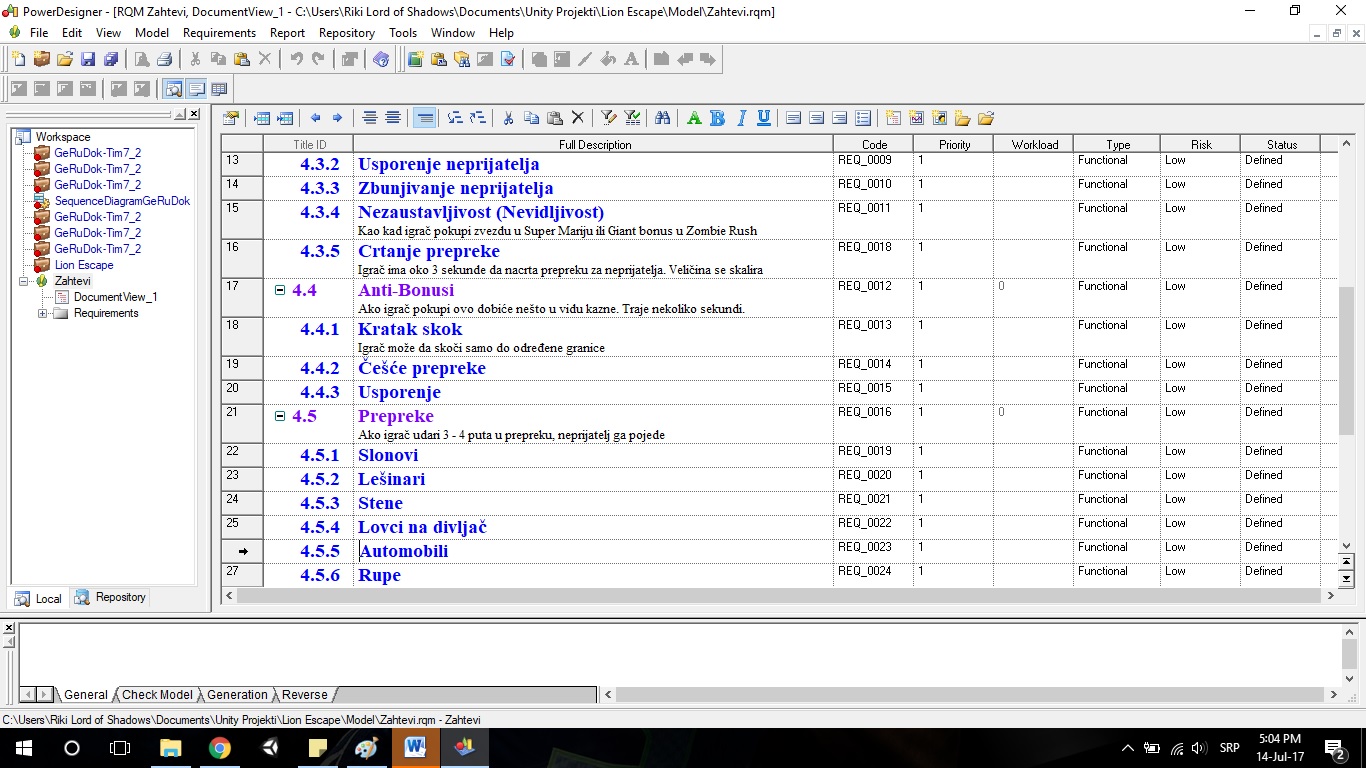 PowerDesigner - [RQM Zahtevi, DocumentView_1 - C:\Users\Riki Lord of Shadows\Documents\Unity Projekti\Lion Escape\Model\Zahtevi.rqm]
File Edit View Model Requirements Report Repository Tools Window Help
Workspace
GeRuDok-Tim7_2
GeRuDok-Tim7_2
GeRuDok-Tim7_2
SequenceDiagramGeRuDok
GeRuDok-Tim7_2
GeRuDok-Tim7_2
GeRuDok-Tim7_2
Lion Escape
Zahtevi
DocumentView_1
Requirements
Local Repository
Title ID Full Description Code Priority Workload Type Risk Status
13 4.3.2 Usporenje neprijatelja REQ_0009 1 Functional Low Defined
14 4.3.3 Zbunjivanje neprijatelja REQ_0010 1 Functional Low Defined
15 4.3.4 Nezaustavljivost (Nevidljivost) REQ_0011 1 Functional Low Defined
Kao kad igrač pokupi zvezdu u Super Mariju ili Giant bonus u Zombie Rush
16 4.3.5 Crtanje prepreke REQ_0018 1 Functional Low Defined
Igrač ima oko 3 sekunde da nacrta prepreku za neprijatelja. Veličina se skalira
17 4.4 Anti-Bonusi REQ_0012 1 0 Functional Low Defined
Ako igrač pokupi ovo dobiće nešto u vidu kazne. Traje nekoliko sekundi.
18 4.4.1 Kratak skok REQ_0013 1 Functional Low Defined
Igrač može da skoči samo do određene granice
19 4.4.2 Češće prepreke REQ_0014 1 Functional Low Defined
20 4.4.3 Usporenje REQ_0015 1 Functional Low Defined
21 4.5 Prepreke REQ_0016 1 0 Functional Low Defined
Ako igrač udari 3 - 4 puta u prepreku, neprijatelj ga pojede
22 4.5.1 Slonovi REQ_0019 1 Functional Low Defined
23 4.5.2 Lešinari REQ_0020 1 Functional Low Defined
24 4.5.3 Stene REQ_0021 1 Functional Low Defined
25 4.5.4 Lovci na divljač REQ_0022 1 Functional Low Defined
4.5.5 Automobili REQ_0023 1 Functional Low Defined
27 4.5.6 Rupe REQ_0024 1 Functional Low Defined
General Check Model Generation Reverse
C:\Users\Riki Lord of Shadows\Documents\Unity Projekti\Lion Escape\Model\Zahtevi.rqm - Zahtevi
SRP
5:04 PM
14-Jul-17
2